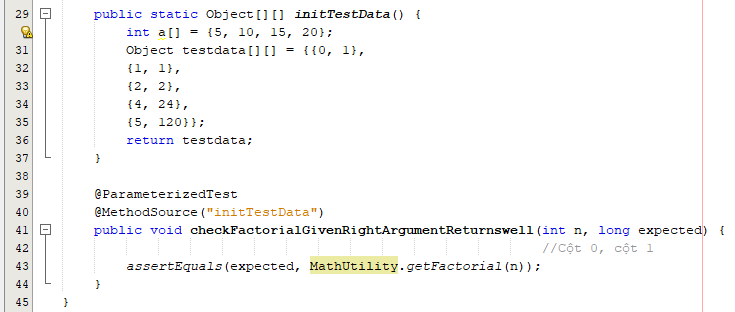 29 public static Object[][] initTestData() {
int a[] = {5, 10, 15, 20};
31 Object testdata[][] = {{0, 1},
32 {1, 1},
33 {2, 2},
34 {4, 24},
35 {5, 120}};
36 return testdata;
37 }
38
39 @ParameterizedTest
40 @MethodSource("initTestData")
41 public void checkFactorialGivenRightArgumentReturnswell(int n, long expected) {
42 //Cột 0, cột 1
43 assertEquals(expected, MathUtility.getFactorial(n));
44 }
45 }